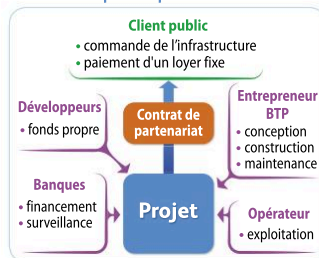 Client public
• commande de l’infrastructure
• paiement d'un loyer fixe
Développeurs
• fonds propre
Contrat de
partenariat
Entrepreneur
BTP
• conception
• construction
• maintenance
Banques
• financement
• surveillance
Projet
Opérateur
• exploitation